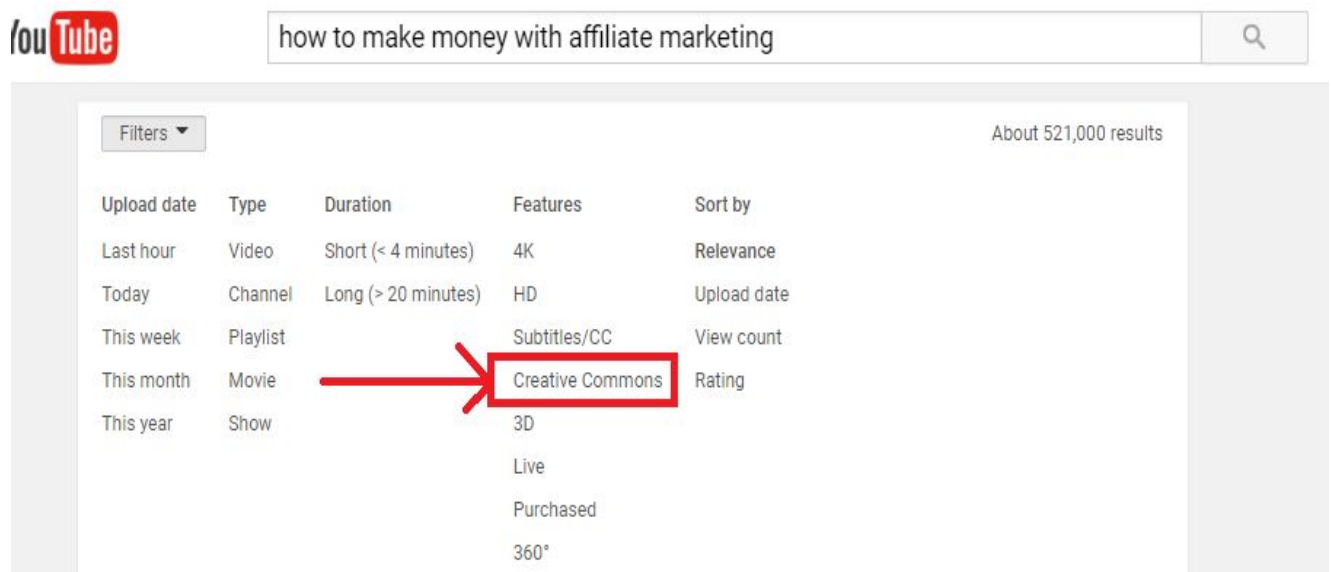 You Tube how to make money with affiliate marketing
Filters About 521,000 results
Upload date Type Duration Features Sort by
Last hour Video Short (< 4 minutes) 4K Relevance
Today Channel Long (> 20 minutes) HD Upload date
This week Playlist Subtitles/CC View count
This month Movie Creative Commons Rating
This year Show 3D
Live
Purchased
360°